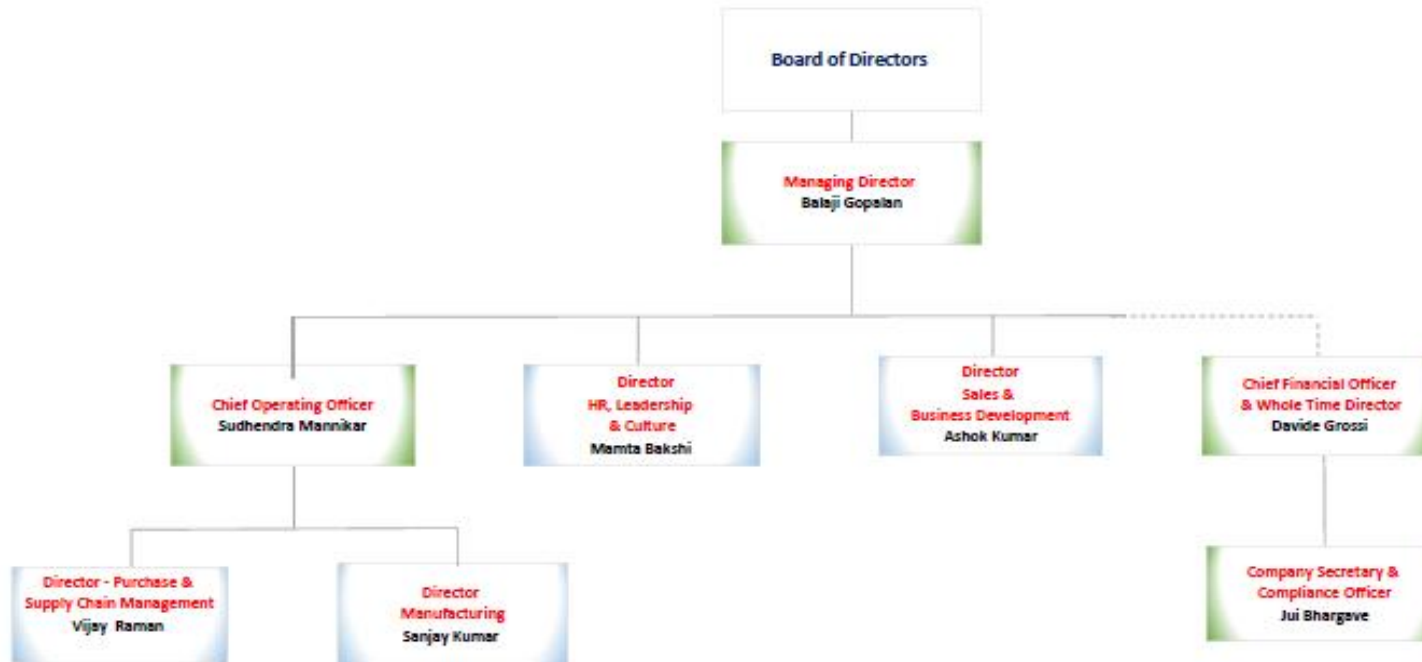 Board of Directors
Managing Director
Balaji Gopalan
Chief Operating Officer
Sudhendra Mannikar
Director
HR, Leadership
& Culture
Mamta Bakshi
Director
Sales &
Business Development
Ashok Kumar
Chief Financial Officer
& Whole Time Director
Davide Grossi
Director - Purchase &
Supply Chain Management
Vijay Raman
Director
Manufacturing
Sanjay Kumar
Company Secretary &
Compliance Officer
Jui Bhargave